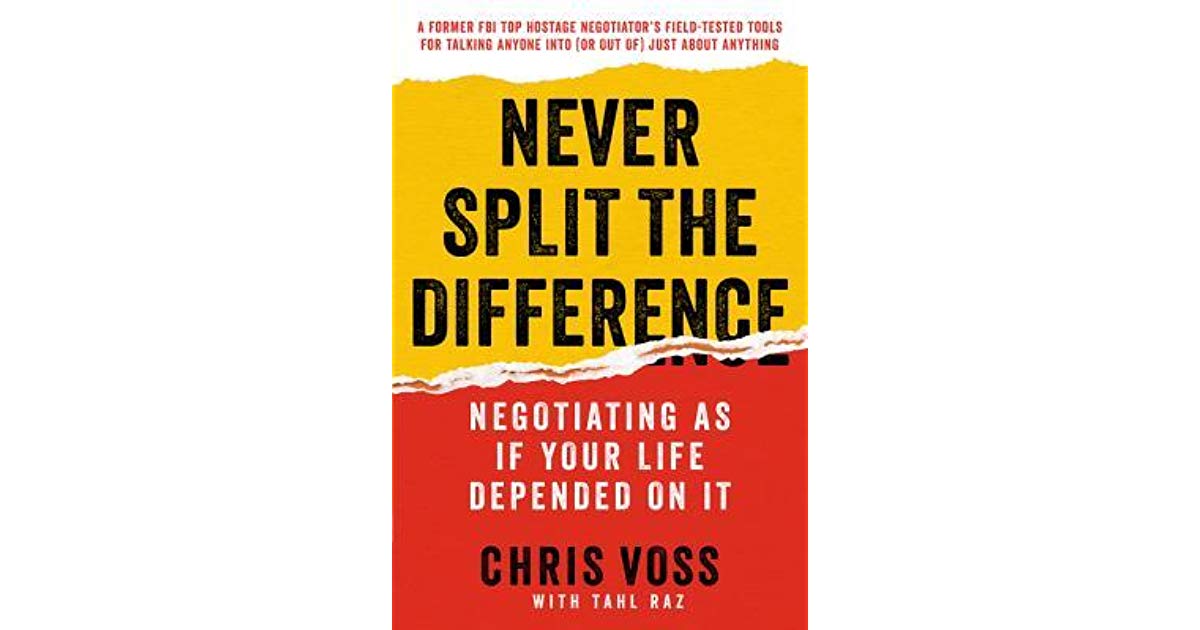 A FORMER FBI TOP HOSTAGE NEGOTIATOR'S FIELD-TESTED TOOLS
FOR TALKING ANYONE INTO (OR OUT OF) JUST ABOUT ANYTHING
NEVER
SPLIT THE
DIFFERENCE
NEGOTIATING AS
IF YOUR LIFE
DEPENDED ON IT
CHRIS VOSS
WITH TAHL RAZ